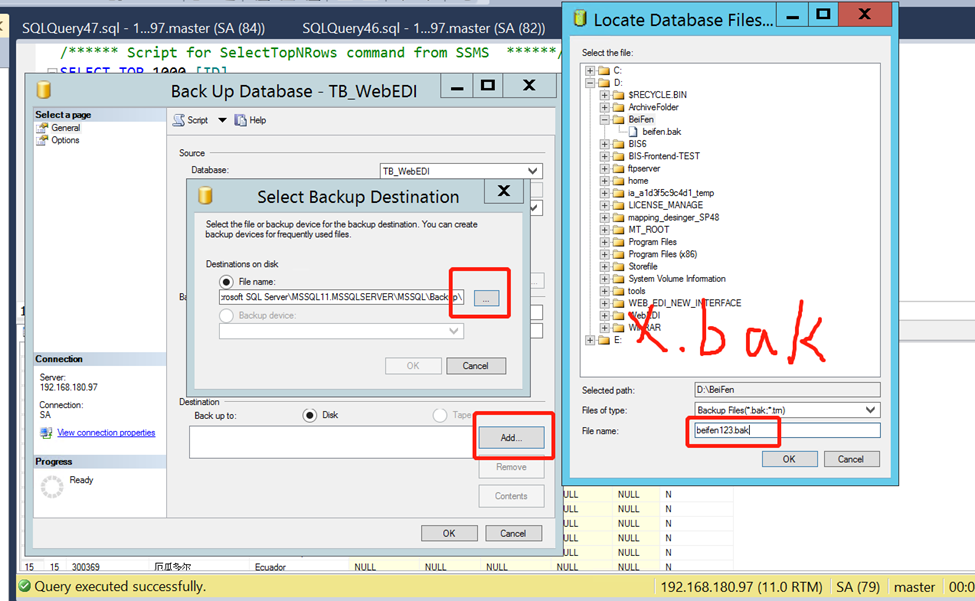 SQLQuery47.sql - 1...97.master (SA (84))
SQLQuery46.sql - 1...97.master (SA (82))
/****** Script for SelectTopNRows command from SSMS ******/
SELECT TOP 1000 [ID]
Back Up Database - TB_WebEDI
Select a page
General
Options
Script
Help
Source
Database:
TB_WebEDI
Select Backup Destination
Select the file or backup device for the backup destination. You can create
backup devices for frequently used files.
Destinations on disk
File name:
rosoft SQL Server\MSSQL11.MSSQLSERVER\MSSQL\Backup\
...
Backup device:
OK
Cancel
Connection
Server:
192.168.180.97
Connection:
SA
View connection properties
Progress
Ready
Destination
Back up to:
Disk
Tape
Add...
Remove
Contents
OK
Cancel
Locate Database Files...
Select the file:
C:
D:
$RECYCLE.BIN
ArchiveFolder
BeiFen
beifen.bak
BIS6
BIS-Frontend-TEST
ftpserver
home
ia_a1d3f5c9c4d1_temp
LICENSE_MANAGE
mapping_desinger_SP48
MT_ROOT
Program Files
Program Files (x86)
Storefile
System Volume Information
tools
WEB_EDI_NEW_INTERFACE
WebEDI
WinRAR
E:
x.bak
Selected path:
D:\BeiFen
Files of type:
Backup Files(*.bak;*.trn)
File name:
beifen123.bak
OK
Cancel
NULL NULL N
NULL NULL N
NULL NULL N
NULL NULL N
NULL NULL N
15 15 300369 厄瓜多尔 Ecuador NULL NULL NULL NULL NULL N
Query executed successfully.
192.168.180.97 (11.0 RTM)
SA (79)
master
00:0